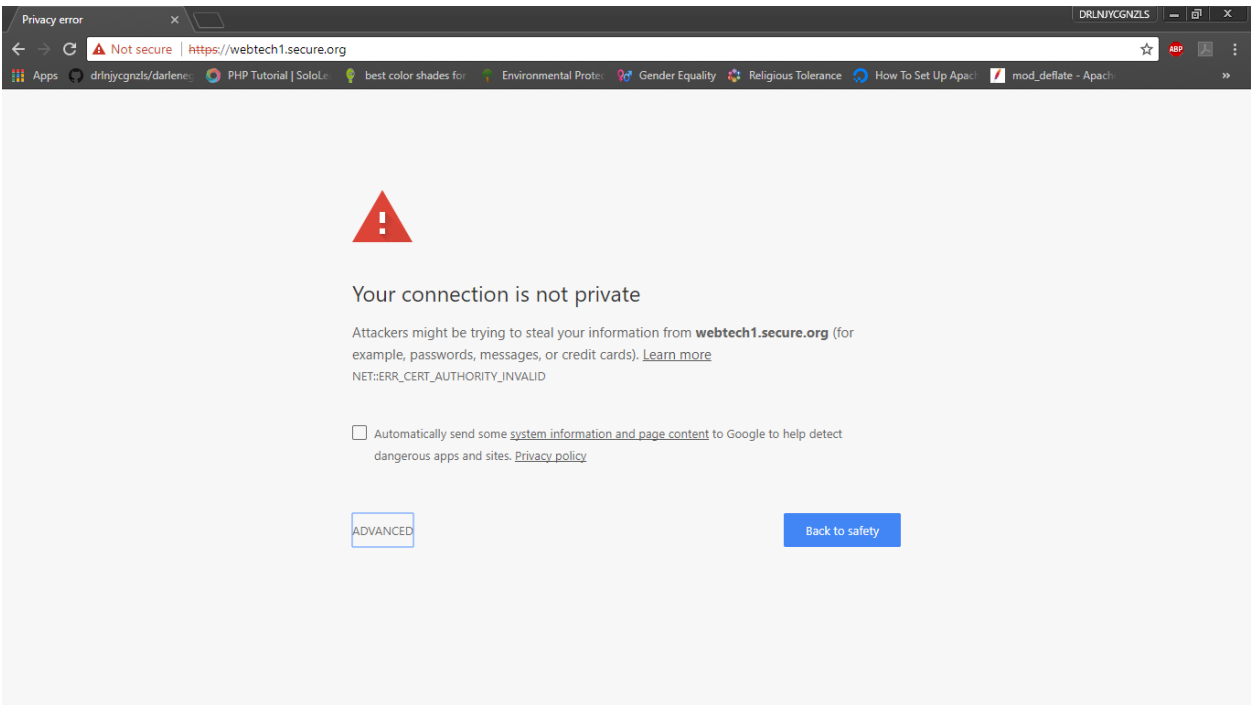 Privacy error
DRLNJYCGNZLS
Not secure | https://webtech1.secure.org
ABP
Apps drlnjycgnzls/darleneg PHP Tutorial | SoloLe best color shades for Environmental Protec Gender Equality Religious Tolerance How To Set Up Apach mod_deflate - Apach »
Your connection is not private
Attackers might be trying to steal your information from webtech1.secure.org (for
example, passwords, messages, or credit cards). Learn more
NET::ERR_CERT_AUTHORITY_INVALID
Automatically send some system information and page content to Google to help detect
dangerous apps and sites. Privacy policy
ADVANCED
Back to safety